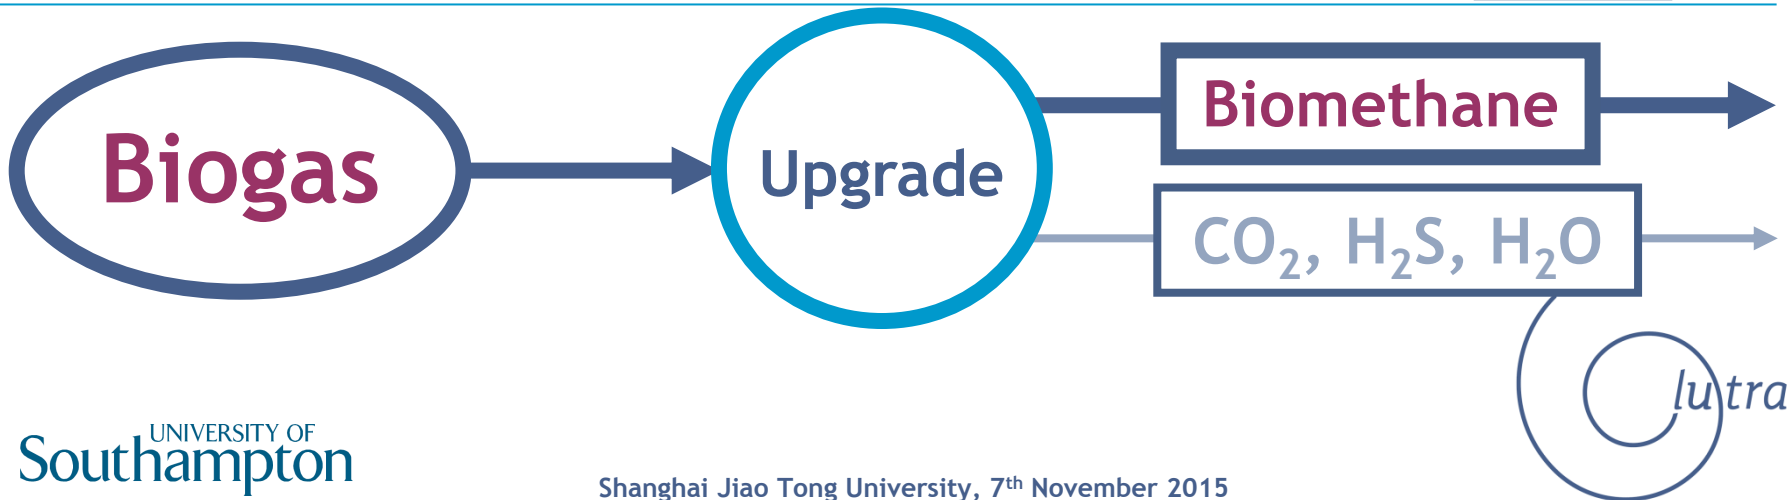 Biogas
Upgrade
Biomethane
CO₂, H₂S, H₂O
lutra
UNIVERSITY OF
Southampton
Shanghai Jiao Tong University, 7ᵗʰ November 2015